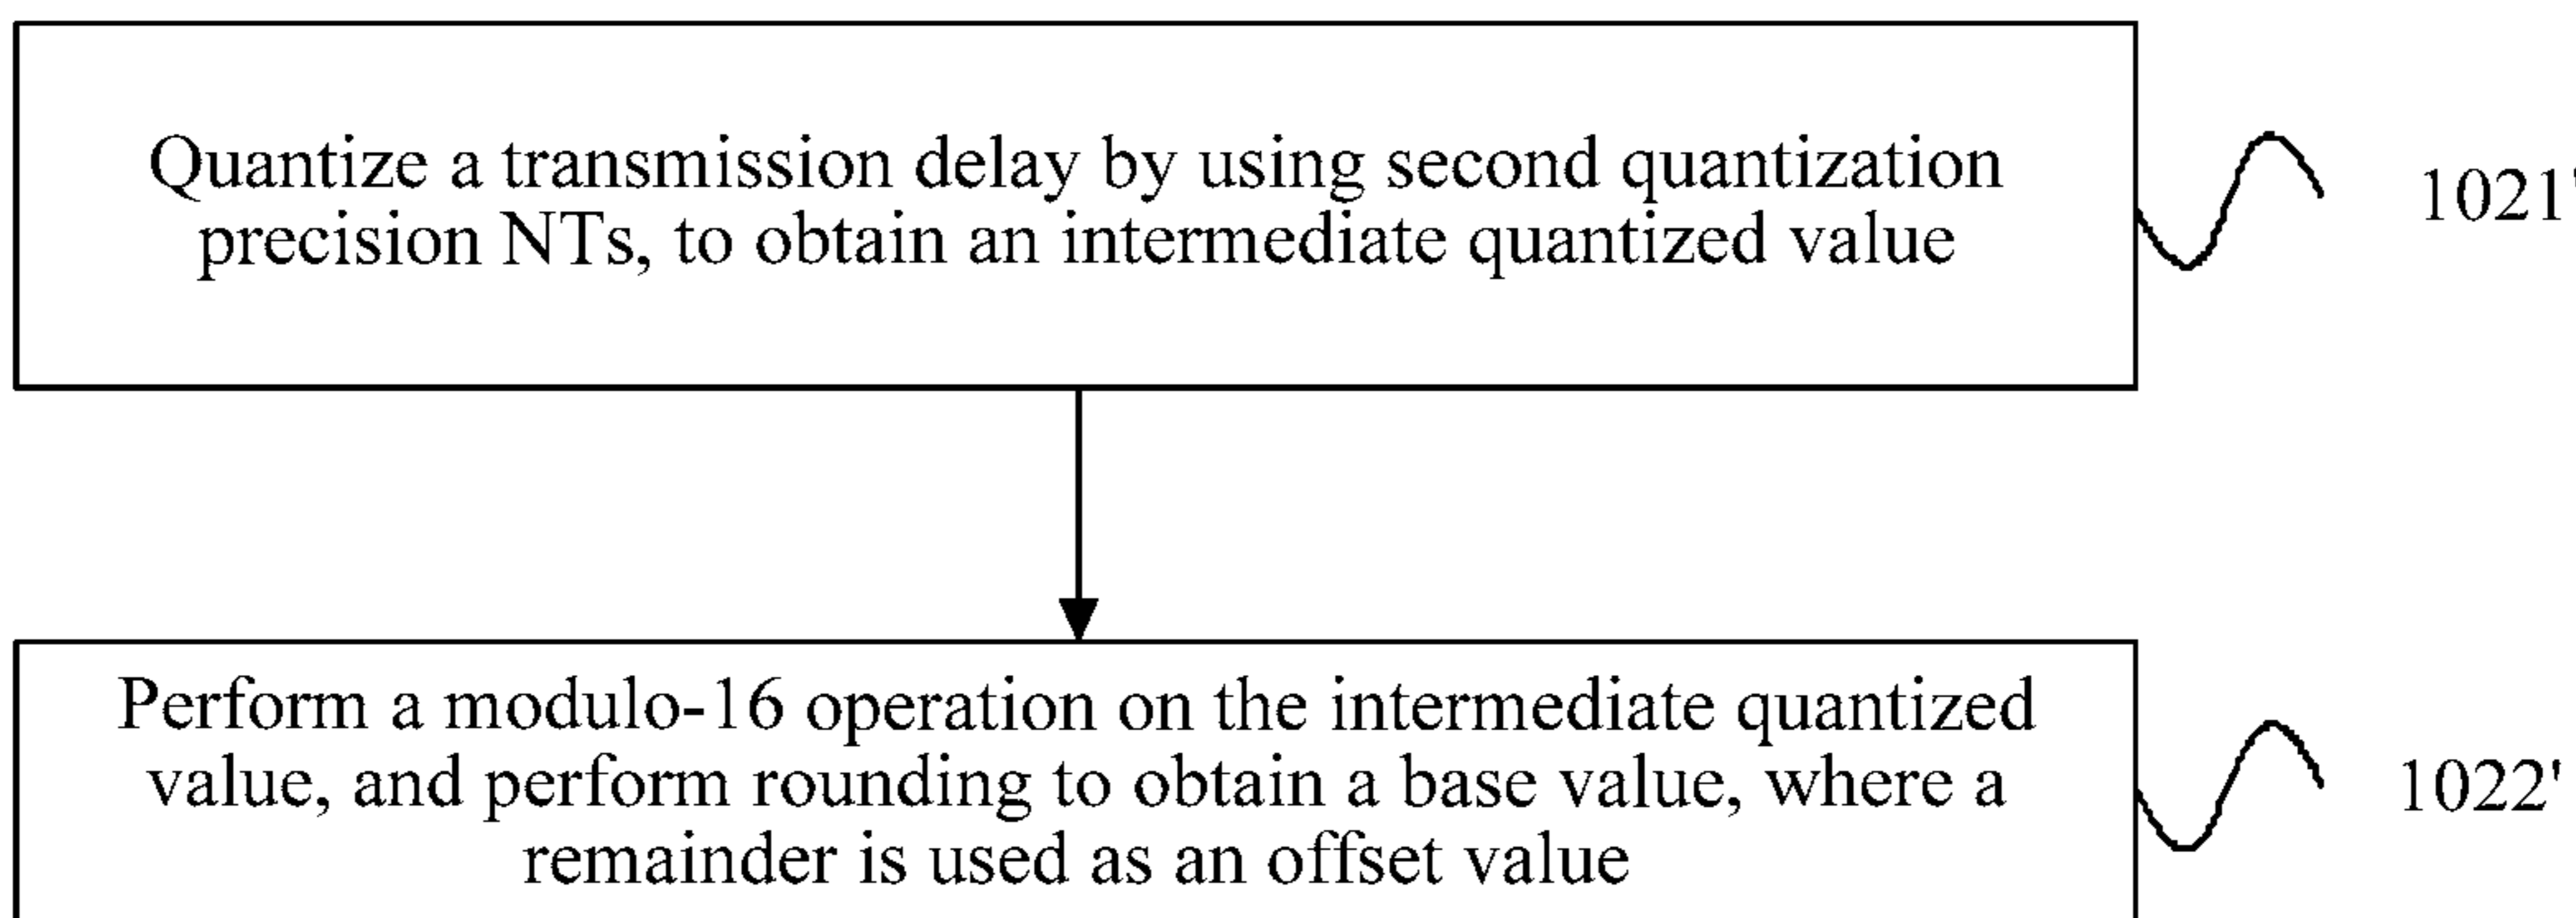 Quantize a transmission delay by using second quantization
precision NTs, to obtain an intermediate quantized value
1021'
Perform a modulo-16 operation on the intermediate quantized
value, and perform rounding to obtain a base value, where a
remainder is used as an offset value
1022'